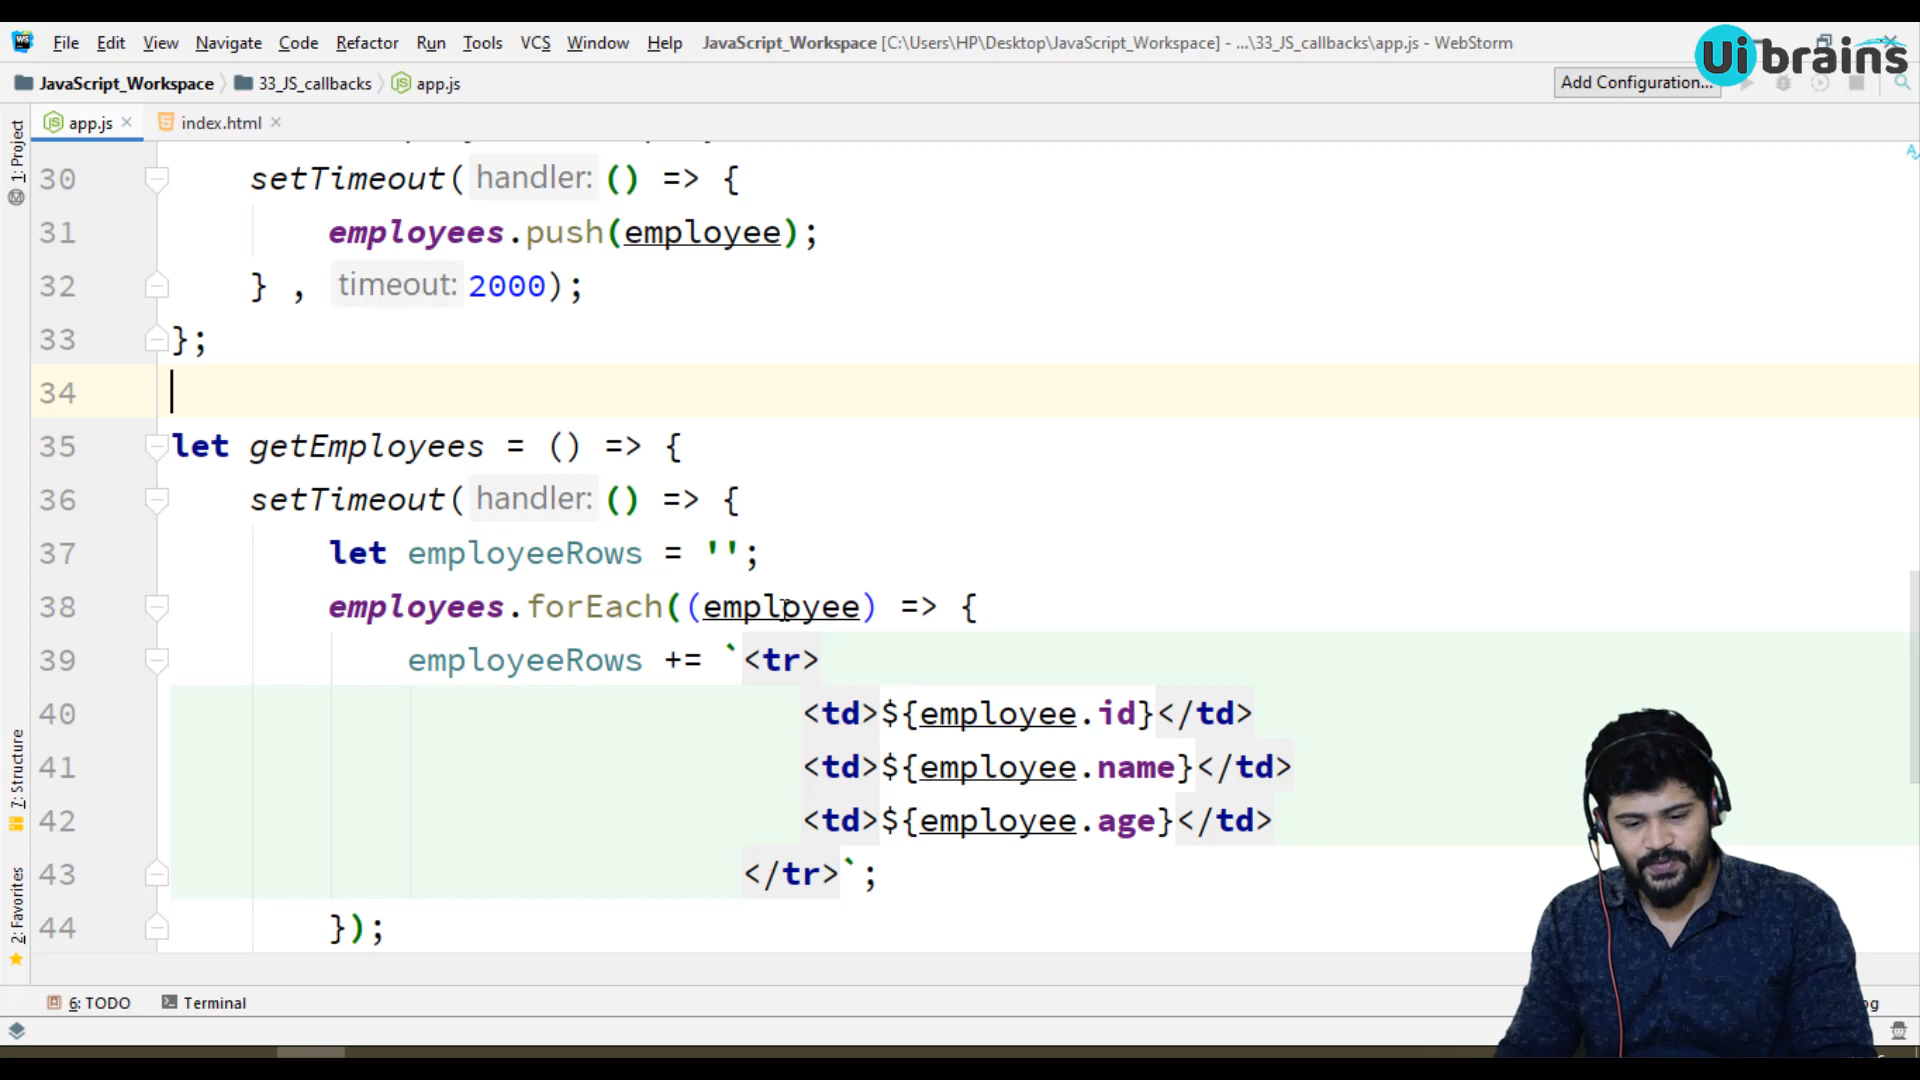 File Edit View Navigate Code Refactor Run Tools VCS Window Help JavaScript_Workspace [C:\Users\HP\Desktop\JavaScript_Workspace] - ...\33_JS_callbacks\app.js - WebStorm
Ui brains
JavaScript_Workspace 33_JS_callbacks app.js Add Configuration...
app.js index.html
1: Project
7: Structure
2: Favorites
30 setTimeout( handler: () => {
31 employees.push(employee);
32 } , timeout: 2000);
33 };
34
35 let getEmployees = () => {
36 setTimeout( handler: () => {
37 let employeeRows = '';
38 employees.forEach((employee) => {
39 employeeRows += `<tr>
40 <td>${employee.id}</td>
41 <td>${employee.name}</td>
42 <td>${employee.age}</td>
43 </tr>`;
44 });
6: TODO Terminal